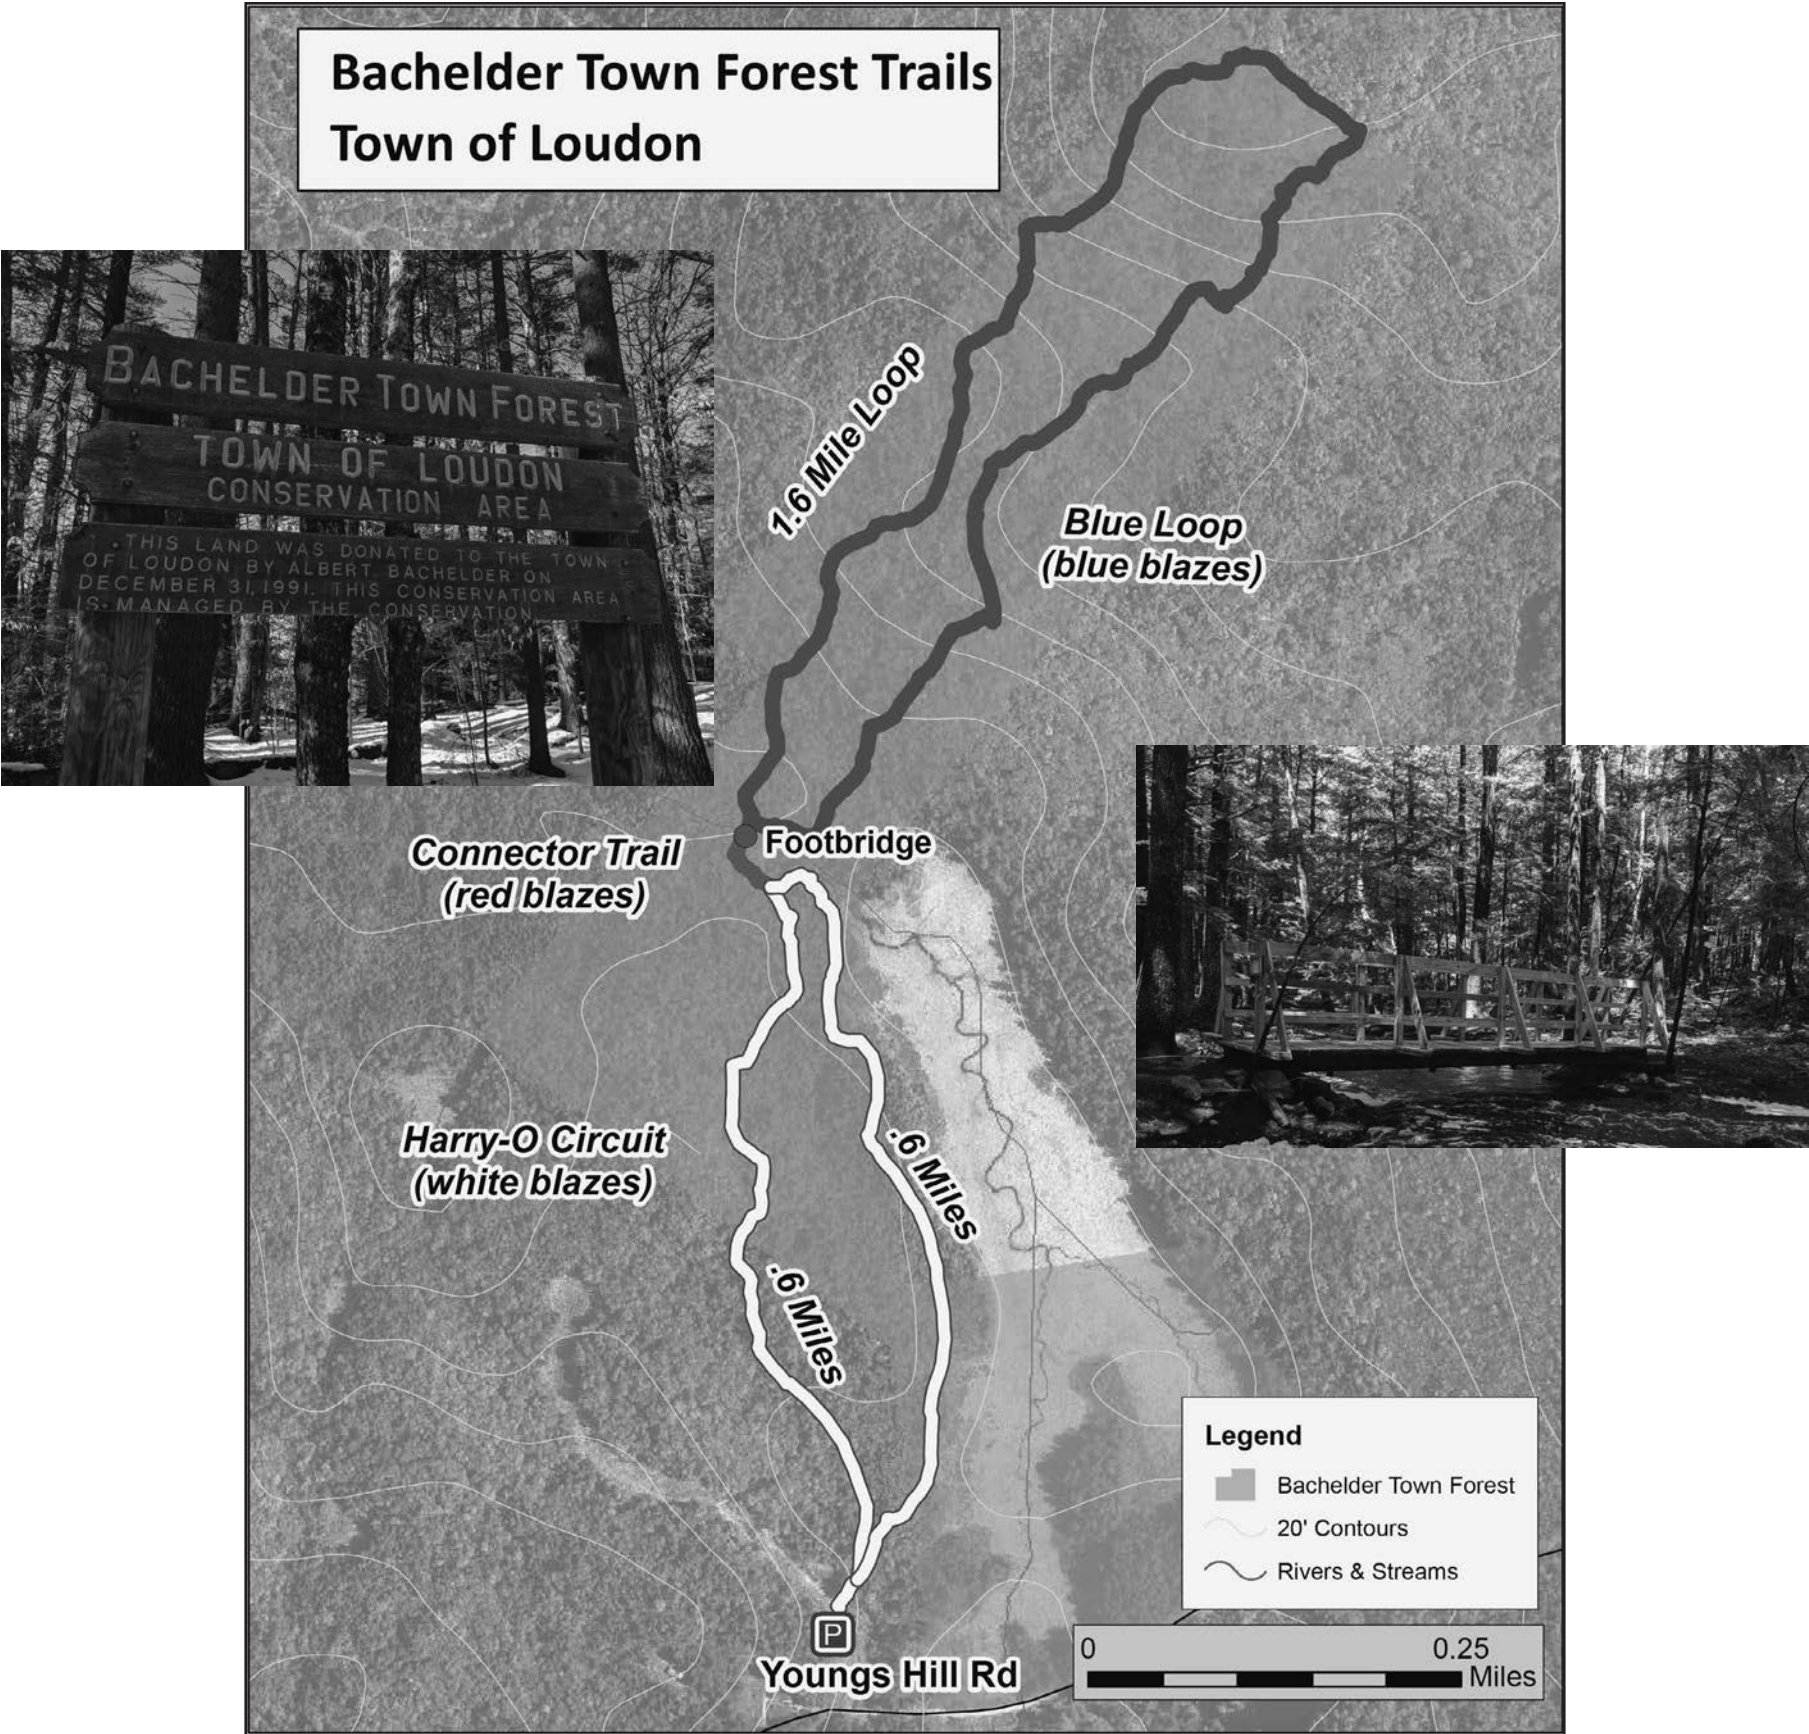 Bachelder Town Forest Trails
Town of Loudon
BACHELDER TOWN FOREST
TOWN OF LOUDON
CONSERVATION AREA
THIS LAND WAS DONATED TO THE TOWN
OF LOUDON BY ALBERT BACHELDER ON
DECEMBER 31, 1991. THIS CONSERVATION AREA
IS MANAGED BY THE CONSERVATION
1.6 Mile Loop
Blue Loop
(blue blazes)
Footbridge
Connector Trail
(red blazes)
Harry-O Circuit
(white blazes)
.6 Miles
.6 Miles
Legend
Bachelder Town Forest
20' Contours
Rivers & Streams
P
Youngs Hill Rd
0 0.25
Miles